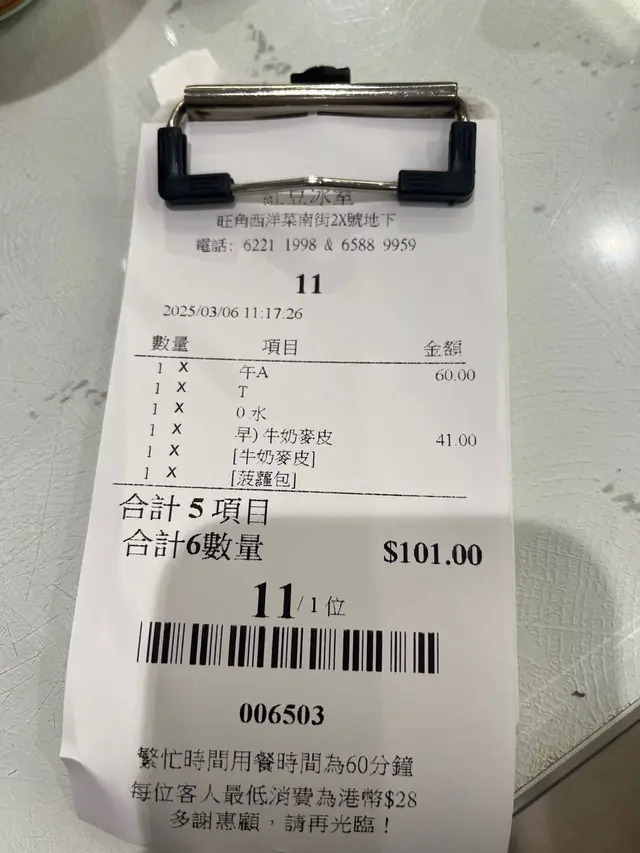 紅豆冰室
旺角西洋菜南街2X號地下
電話: 6221 1998 & 6588 9959
11
2025/03/06 11:17:26
數量 項目 金額
1 X 午A 60.00
1 X T
1 X 0.水
1 X 早) 牛奶麥皮 41.00
1 X [牛奶麥皮]
1 X [菠蘿包]
合計 5 項目
合計6數量 $101.00
11 / 1 位
006503
繁忙時間用餐時間為60分鐘
每位客人最低消費為港幣$28
多謝惠顧，請再光臨！